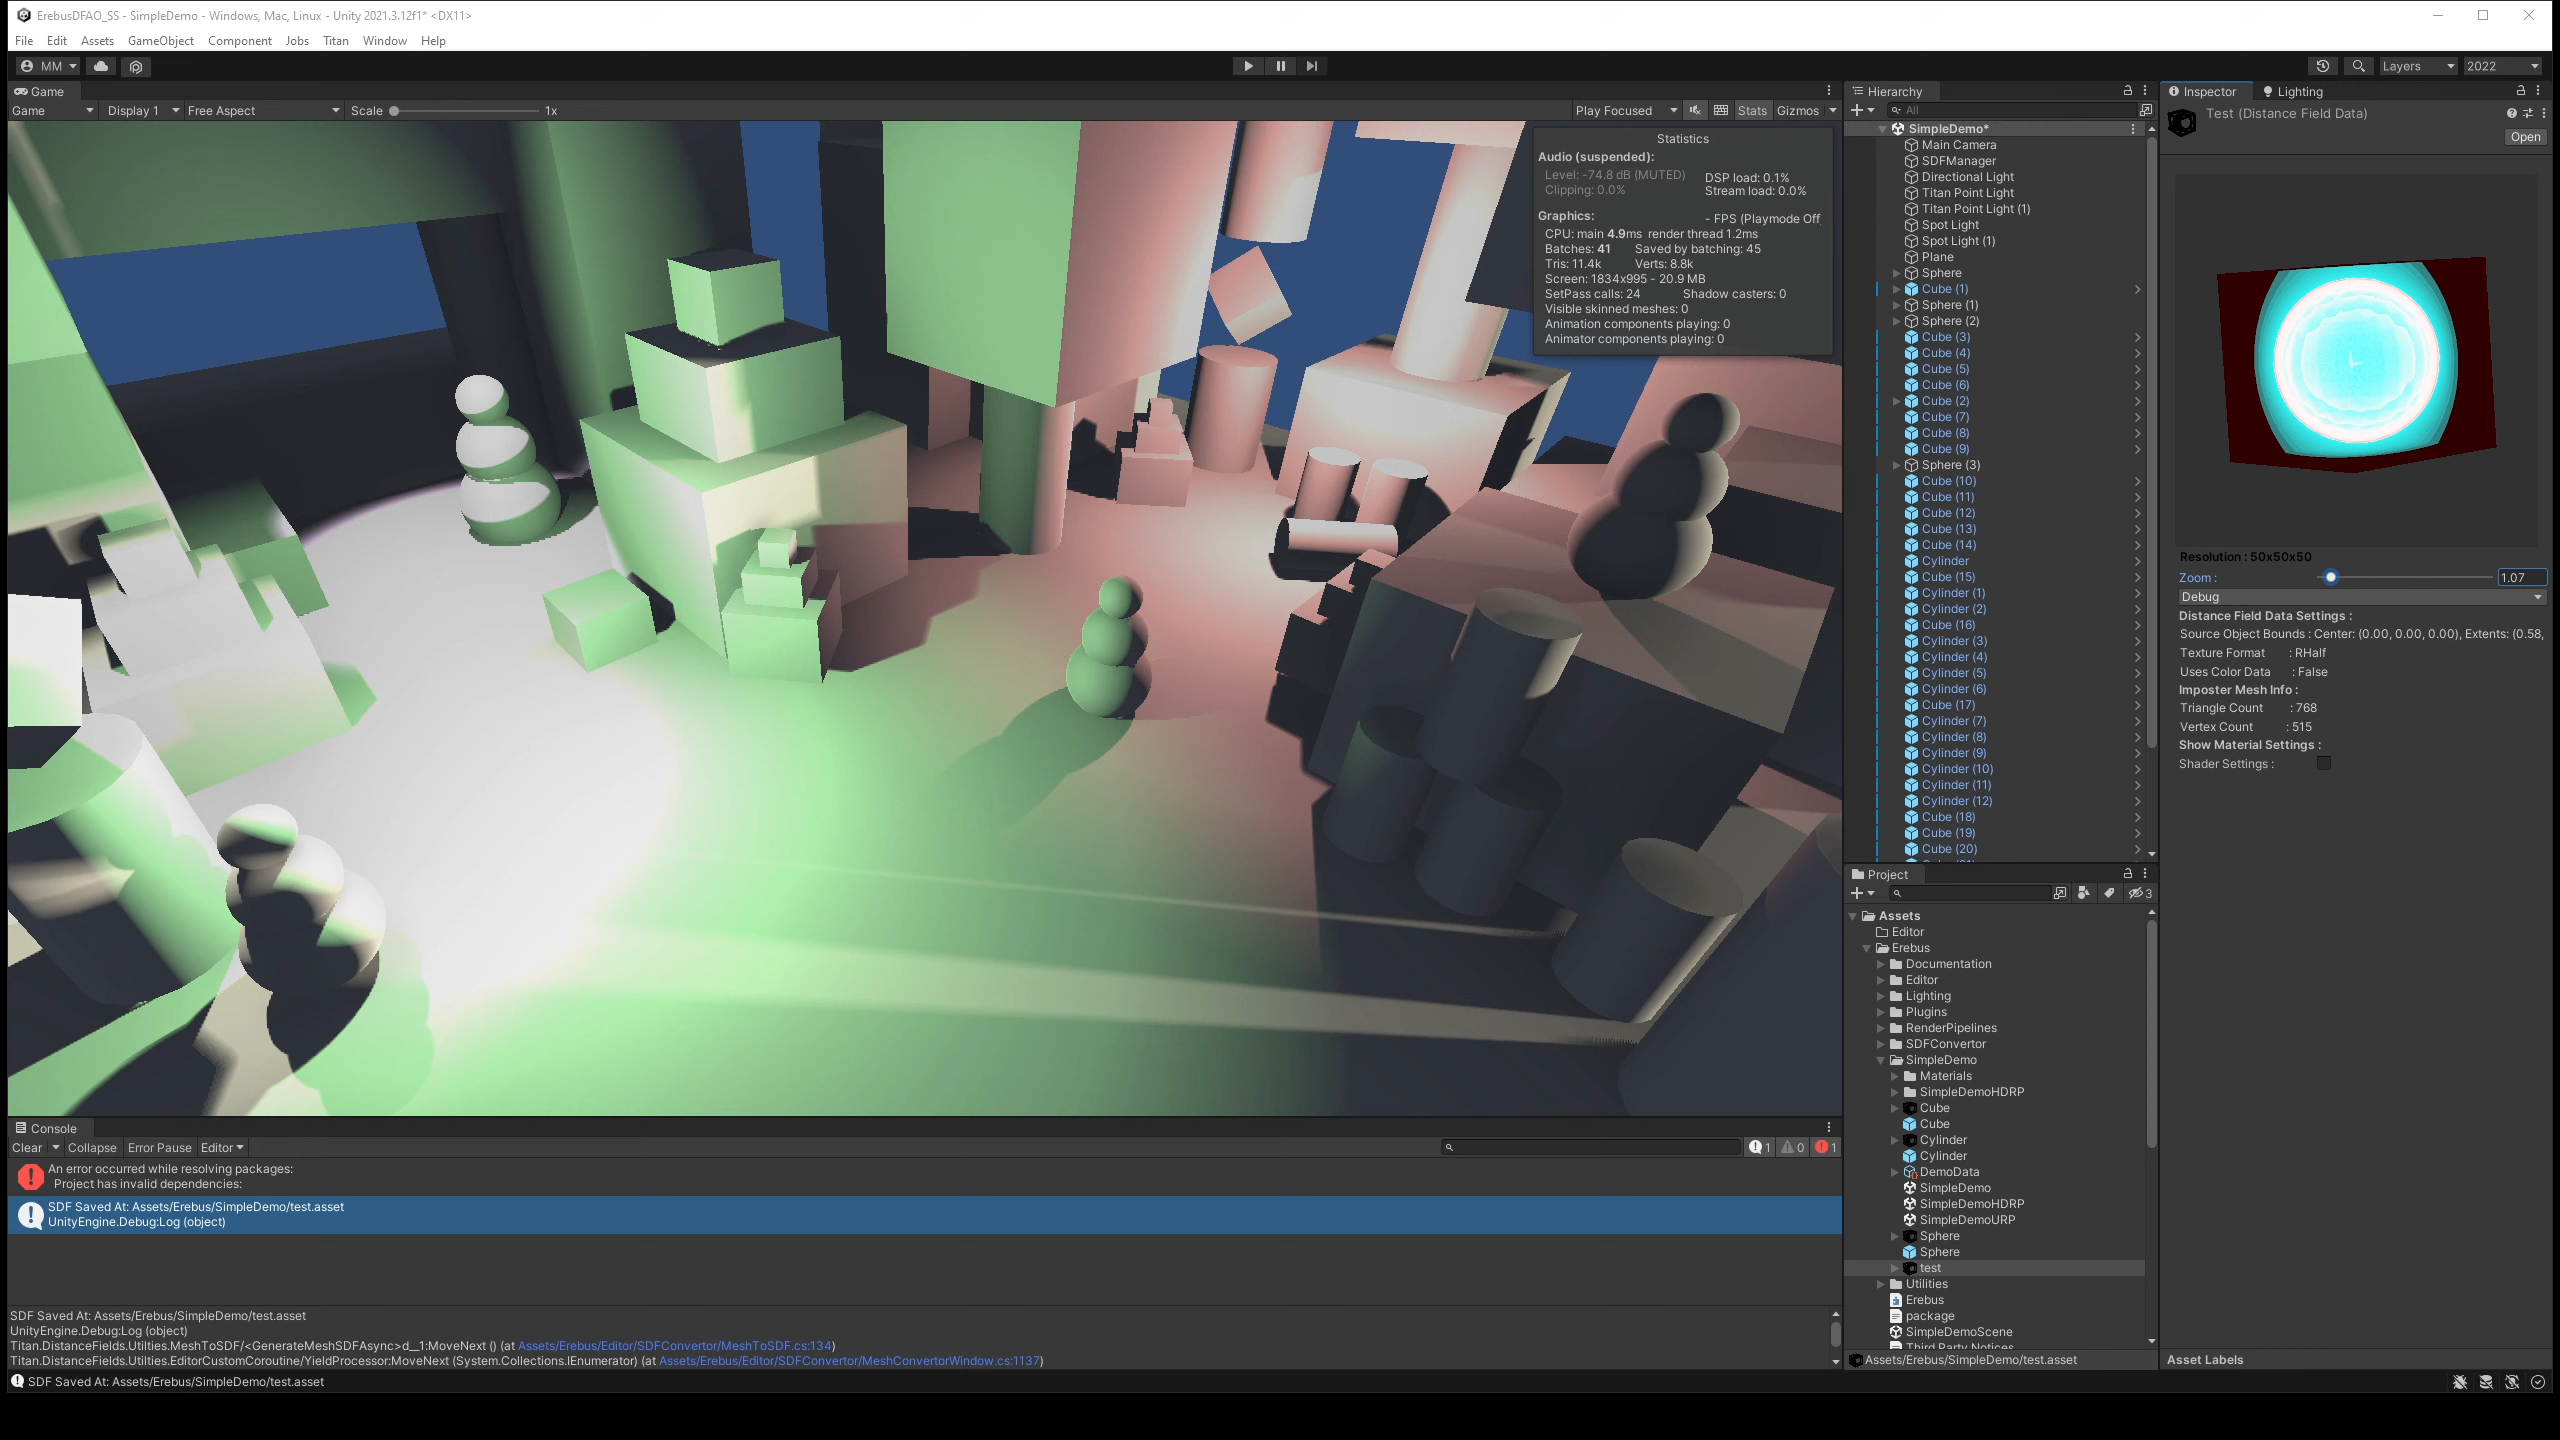 ErebusDFAO_SS - SimpleDemo - Windows, Mac, Linux - Unity 2021.3.12f1* <DX11>
File Edit Assets GameObject Component Jobs Titan Window Help
MM Layers 2022
Game
Game Display 1 Free Aspect Scale 1x Play Focused Stats Gizmos
Statistics
Audio (suspended):
Level: -74.8 dB (MUTED) DSP load: 0.1%
Clipping: 0.0% Stream load: 0.0%
Graphics: - FPS (Playmode Off
CPU: main 4.9ms render thread 1.2ms
Batches: 41 Saved by batching: 45
Tris: 11.4k Verts: 8.8k
Screen: 1834x995 - 20.9 MB
SetPass calls: 24 Shadow casters: 0
Visible skinned meshes: 0
Animation components playing: 0
Animator components playing: 0
Console
Clear Collapse Error Pause Editor 1 0 1
An error occurred while resolving packages:
Project has invalid dependencies:
SDF Saved At: Assets/Erebus/SimpleDemo/test.asset
UnityEngine.Debug:Log (object)
SDF Saved At: Assets/Erebus/SimpleDemo/test.asset
UnityEngine.Debug:Log (object)
Titan.DistanceFields.Utilties.MeshToSDF/<GenerateMeshSDFAsync>d__1:MoveNext () (at Assets/Erebus/Editor/SDFConvertor/MeshToSDF.cs:134)
Titan.DistanceFields.Utilties.EditorCustomCoroutine/YieldProcessor:MoveNext (System.Collections.IEnumerator) (at Assets/Erebus/Editor/SDFConvertor/MeshConvertorWindow.cs:1137)
SDF Saved At: Assets/Erebus/SimpleDemo/test.asset
Hierarchy
All
SimpleDemo*
Main Camera
SDFManager
Directional Light
Titan Point Light
Titan Point Light (1)
Spot Light
Spot Light (1)
Plane
Sphere
Cube (1)
Sphere (1)
Sphere (2)
Cube (3)
Cube (4)
Cube (5)
Cube (6)
Cube (2)
Cube (7)
Cube (8)
Cube (9)
Sphere (3)
Cube (10)
Cube (11)
Cube (12)
Cube (13)
Cube (14)
Cylinder
Cube (15)
Cylinder (1)
Cylinder (2)
Cube (16)
Cylinder (3)
Cylinder (4)
Cylinder (5)
Cylinder (6)
Cube (17)
Cylinder (7)
Cylinder (8)
Cylinder (9)
Cylinder (10)
Cylinder (11)
Cylinder (12)
Cube (18)
Cube (19)
Cube (20)
Project
3
Assets
Editor
Erebus
Documentation
Editor
Lighting
Plugins
RenderPipelines
SDFConvertor
SimpleDemo
Materials
SimpleDemoHDRP
Cube
Cube
Cylinder
Cylinder
DemoData
SimpleDemo
SimpleDemoHDRP
SimpleDemoURP
Sphere
Sphere
test
Utilities
Erebus
package
SimpleDemoScene
Third Party Notices
Assets/Erebus/SimpleDemo/test.asset
Inspector Lighting
Test (Distance Field Data)
Open
Resolution : 50x50x50
Zoom : 1.07
Debug
Distance Field Data Settings :
Source Object Bounds : Center: (0.00, 0.00, 0.00), Extents: (0.58,
Texture Format : RHalf
Uses Color Data : False
Imposter Mesh Info :
Triangle Count : 768
Vertex Count : 515
Show Material Settings :
Shader Settings :
Asset Labels